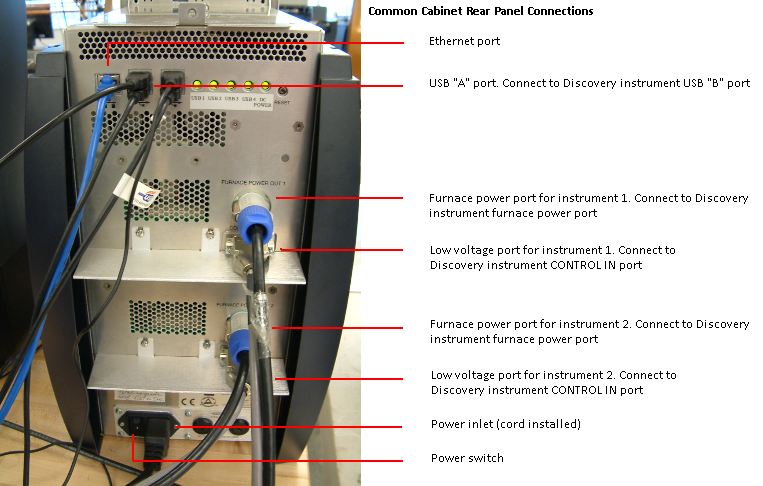 Common Cabinet Rear Panel Connections
Ethernet port
USB "A" port. Connect to Discovery instrument USB "B" port
USB1 USB2 USB3 USB4 DC
POWER
RESET
FURNACE POWER OUT 1
Furnace power port for instrument 1. Connect to Discovery
instrument furnace power port
Low voltage port for instrument 1. Connect to
Discovery instrument CONTROL IN port
Furnace power port for instrument 2. Connect to Discovery
instrument furnace power port
Low voltage port for instrument 2. Connect to
Discovery instrument CONTROL IN port
CE
Power inlet (cord installed)
Power switch